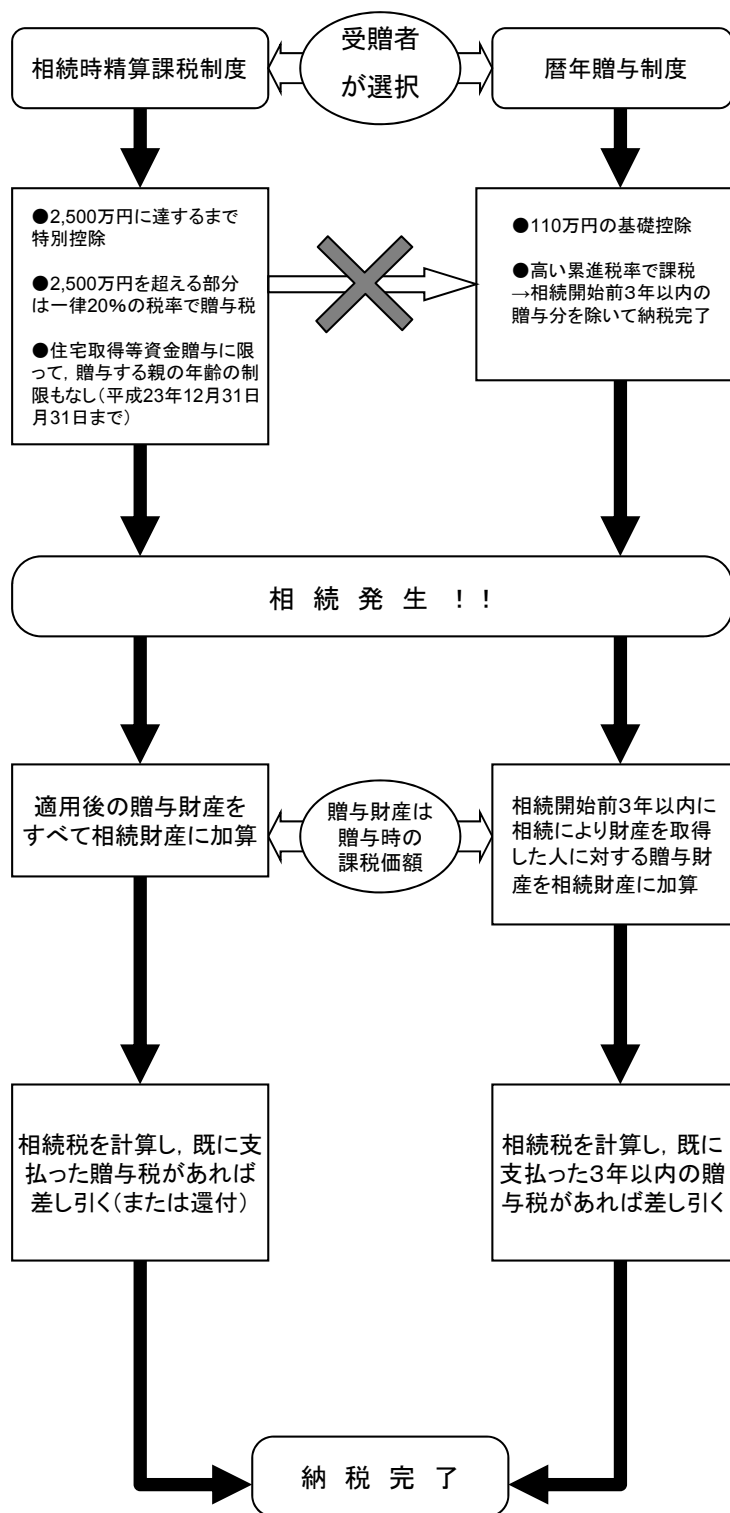 相続時精算課税制度
受贈者
が選択
暦年贈与制度
●2,500万円に達するまで
特別控除
●2,500万円を超える部分
は一律20%の税率で贈与税
●住宅取得等資金贈与に限
って，贈与する親の年齢の制
限もなし（平成23年12月31日
月31日まで）
●110万円の基礎控除
●高い累進税率で課税
→相続開始前３年以内の
贈与分を除いて納税完了
相 続 発 生 ！！
適用後の贈与財産を
すべて相続財産に加算
贈与財産は
贈与時の
課税価額
相続開始前３年以内に
相続により財産を取得
した人に対する贈与財
産を相続財産に加算
相続税を計算し，既に支
払った贈与税があれば
差し引く（または還付）
相続税を計算し，既に
支払った３年以内の贈
与税があれば差し引く
納 税 完 了